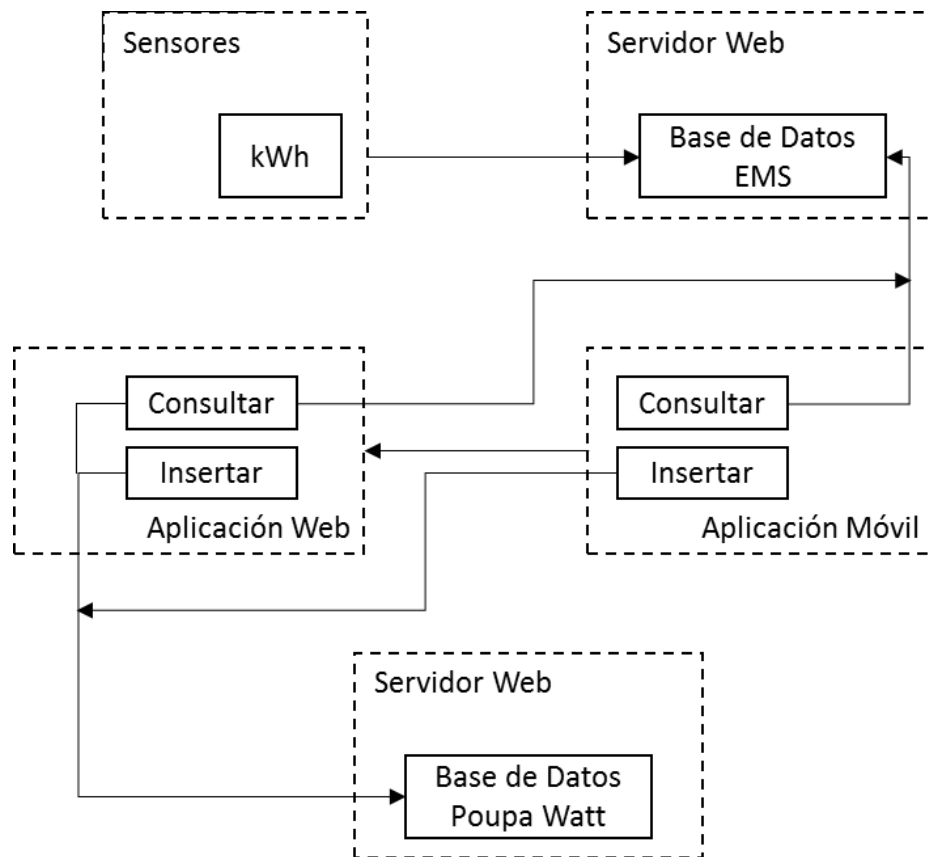 Sensores
kWh
Servidor Web
Base de Datos
EMS
Consultar
Insertar
Aplicación Web
Consultar
Insertar
Aplicación Móvil
Servidor Web
Base de Datos
Poupa Watt